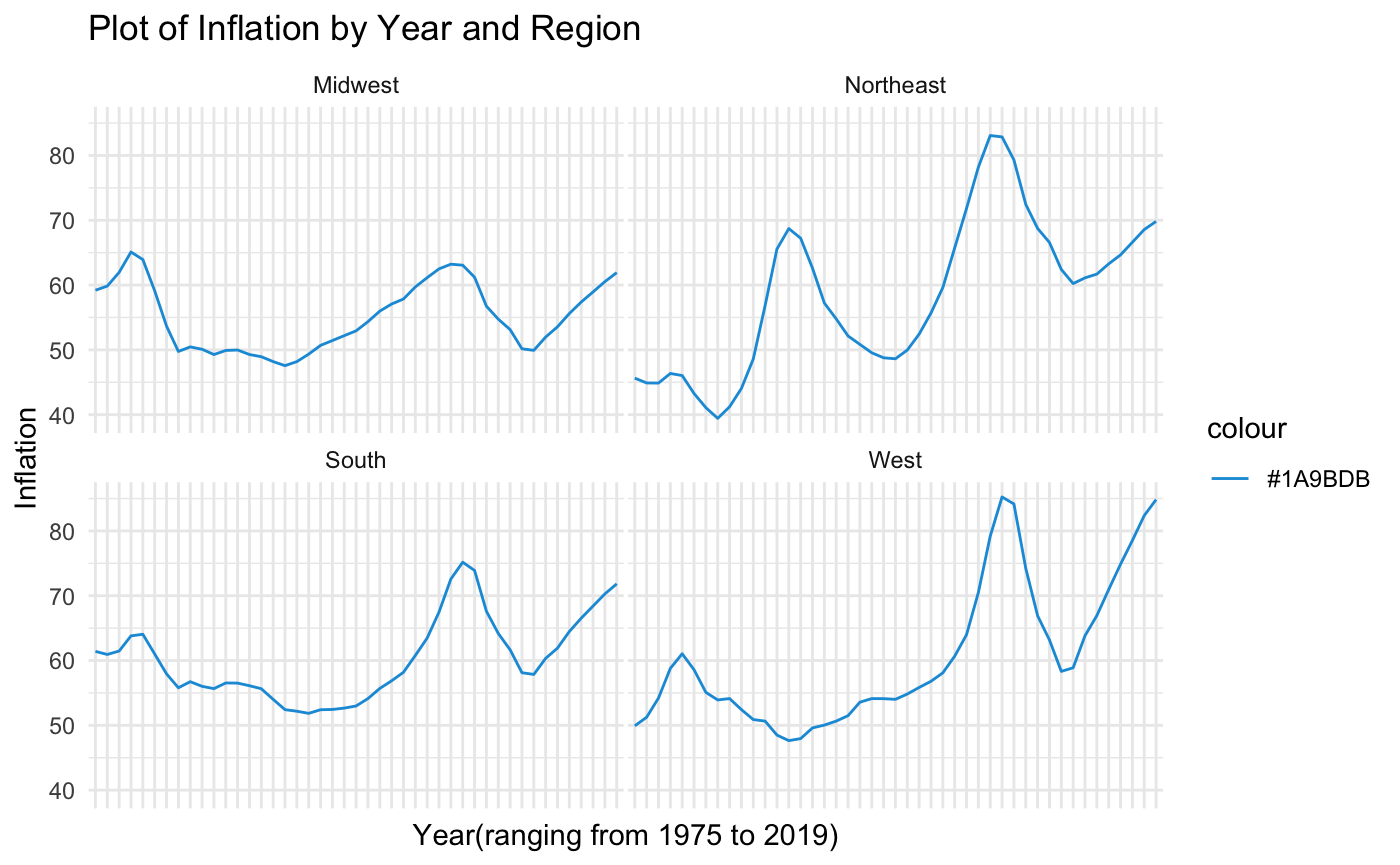 Plot of Inflation by Year and Region
Midwest
Northeast
80
70
60
50
40
South
West
80
70
60
50
40
Inflation
Year(ranging from 1975 to 2019)
colour
#1A9BDB